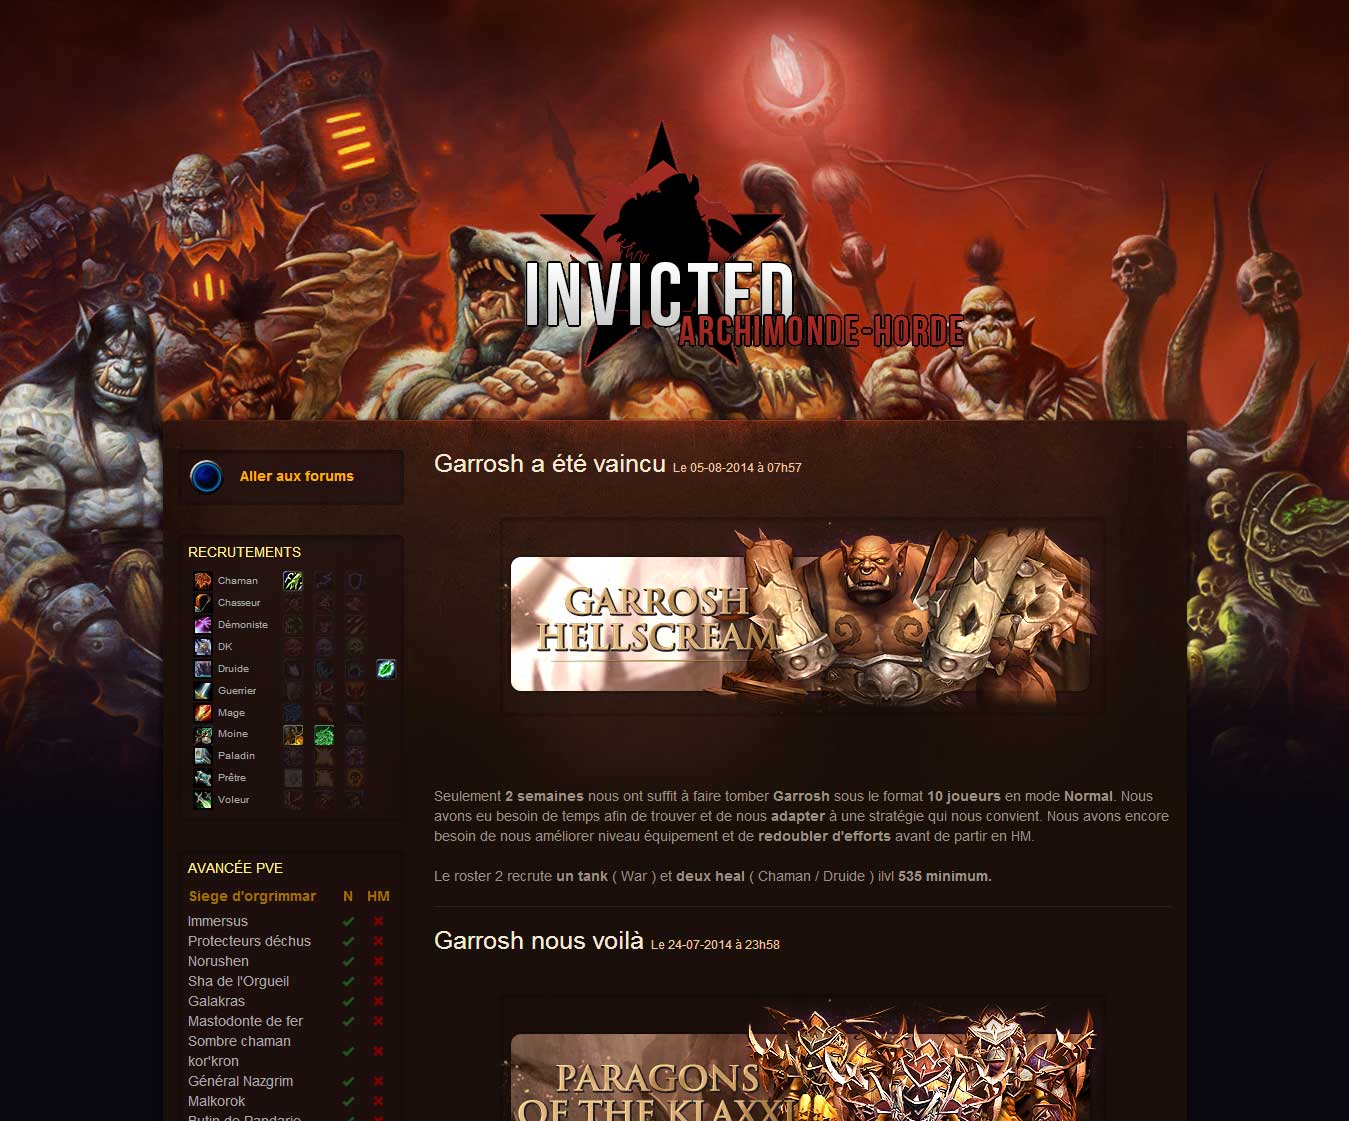 INVICTED
ARCHIMONDE-HORDE
Aller aux forums
RECRUTEMENTS
Chaman
Chasseur
Démoniste
DK
Druide
Guerrier
Mage
Moine
Paladin
Prêtre
Voleur
AVANCÉE PVE
Siege d'orgrimmar N HM
Immersus
Protecteurs déchus
Norushen
Sha de l'Orgueil
Galakras
Mastodonte de fer
Sombre chaman
kor'kron
Général Nazgrim
Malkorok
Butin de Pandarie
Garrosh a été vaincu Le 05-08-2014 à 07h57
GARROSH
HELLSCREAM
Seulement 2 semaines nous ont suffit à faire tomber Garrosh sous le format 10 joueurs en mode Normal. Nous
avons eu besoin de temps afin de trouver et de nous adapter à une stratégie qui nous convient. Nous avons encore
besoin de nous améliorer niveau équipement et de redoubler d'efforts avant de partir en HM.
Le roster 2 recrute un tank ( War ) et deux heal ( Chaman / Druide ) ilvl 535 minimum.
Garrosh nous voilà Le 24-07-2014 à 23h58
PARAGONS
OF THE KLAXXI